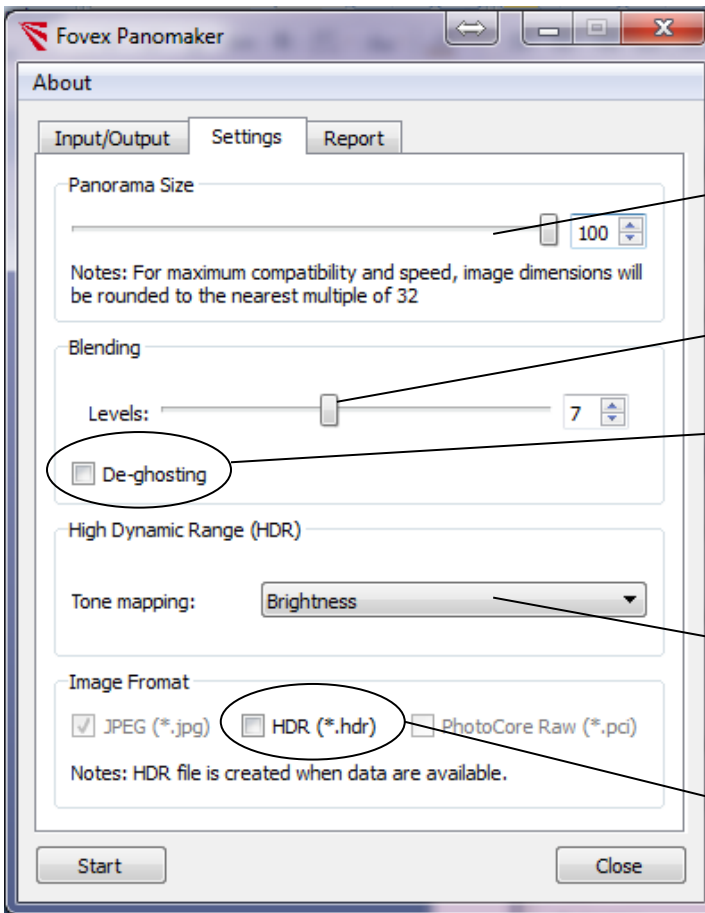 Fovex Panomaker
About
Input/Output Settings Report
Panorama Size
100
Notes: For maximum compatibility and speed, image dimensions will
be rounded to the nearest multiple of 32
Blending
Levels: 7
De-ghosting
High Dynamic Range (HDR)
Tone mapping: Brightness
Image Fromat
JPEG (*.jpg) HDR (*.hdr) PhotoCore Raw (*.pci)
Notes: HDR file is created when data are available.
Start Close